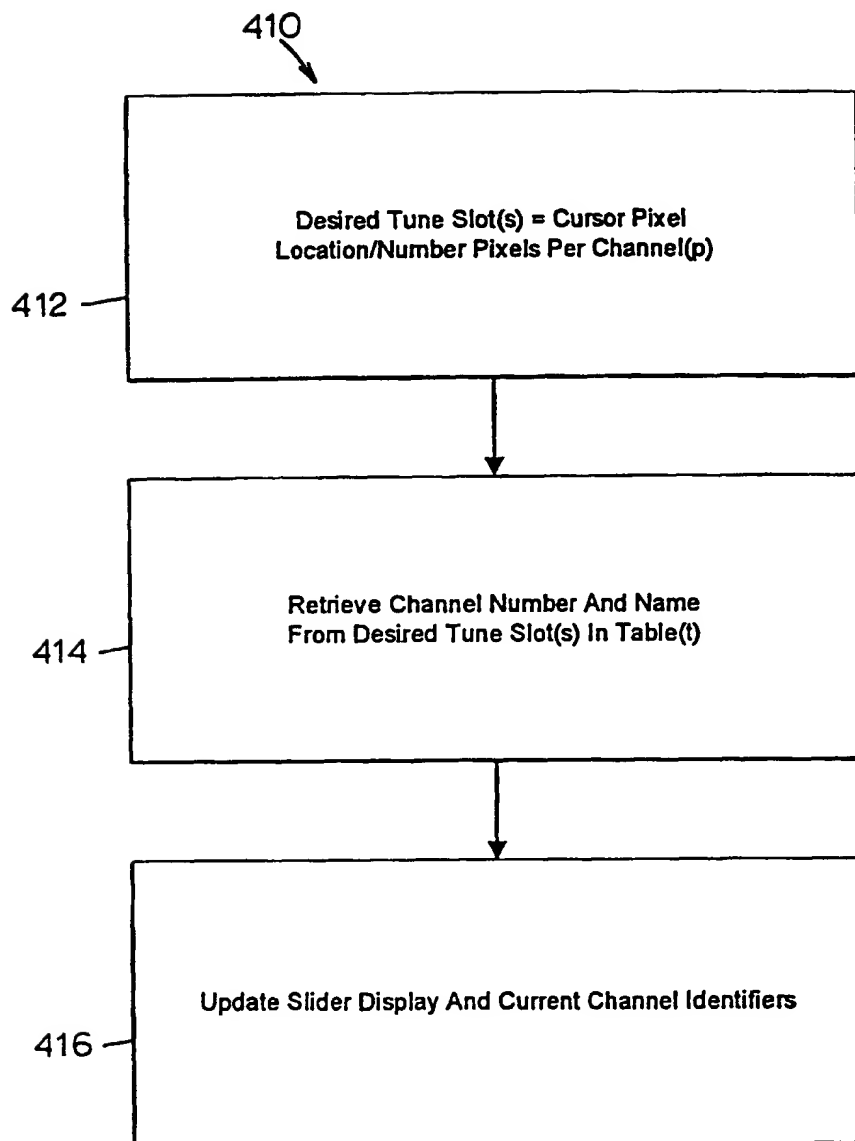 410
Desired Tune Slot(s) = Cursor Pixel
Location/Number Pixels Per Channel(p)
412
Retrieve Channel Number And Name
From Desired Tune Slot(s) In Table(t)
414
Update Slider Display And Current Channel Identifiers
416